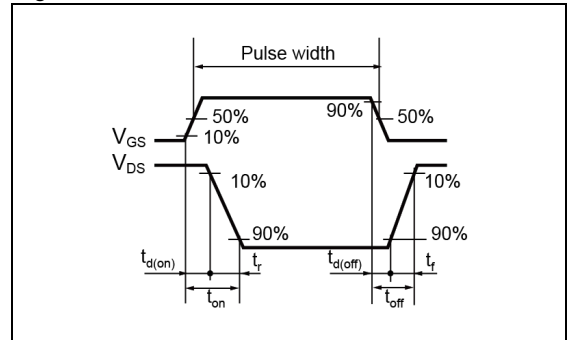 Pulse width
90%
50%
50%
10%
VGS
VDS
10%
10%
90%
90%
td(on)
tr
td(off)
tf
ton
toff